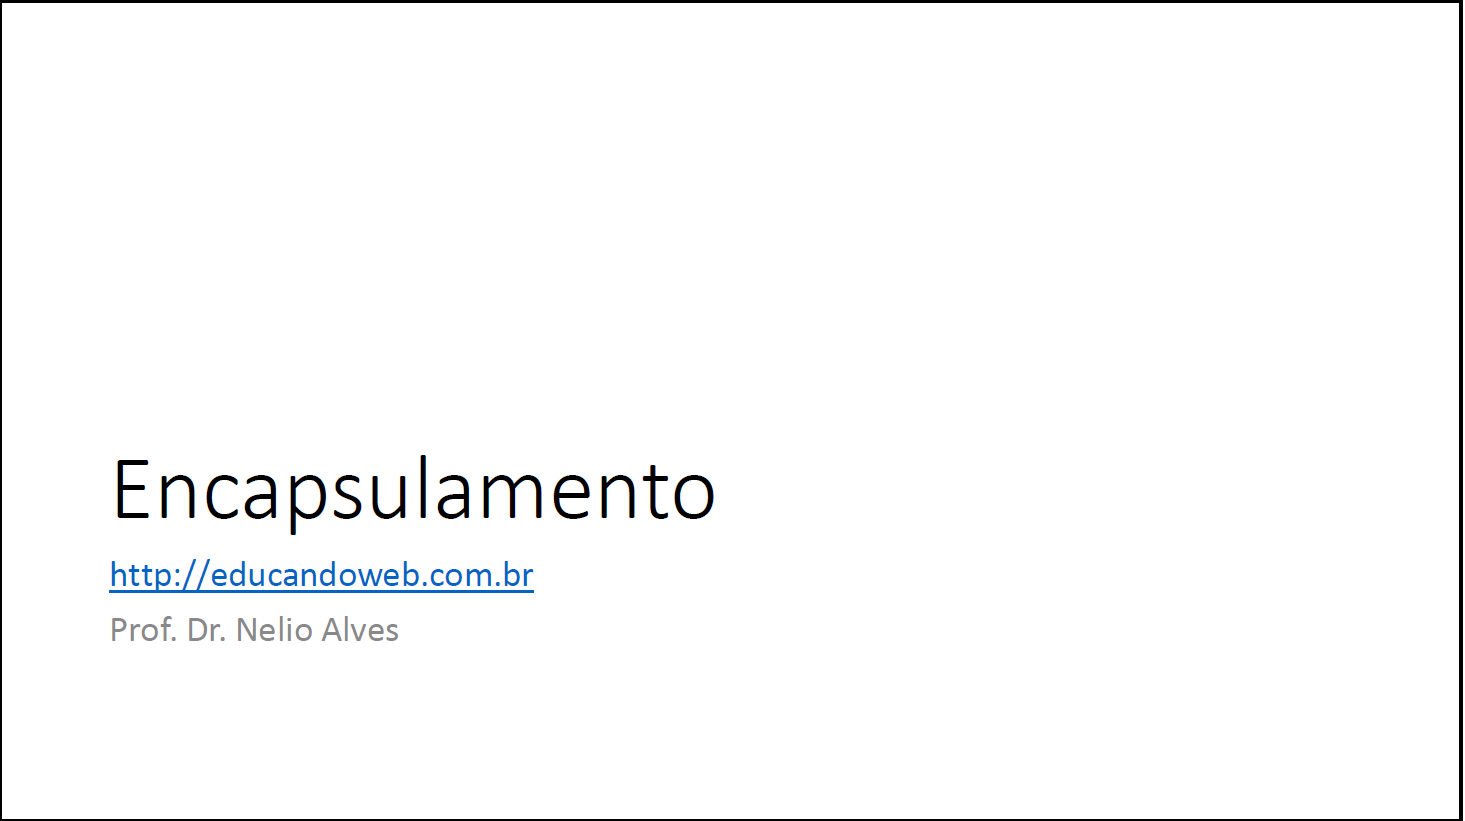 Encapsulamento
http://educandoweb.com.br
Prof. Dr. Nelio Alves